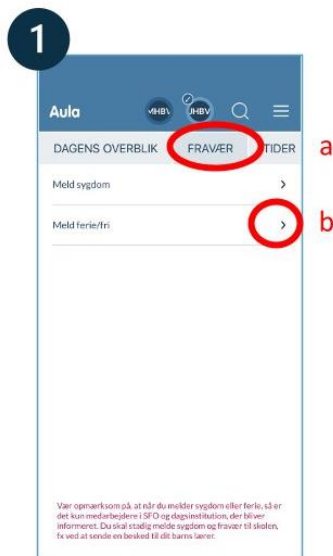 1
Aula
JHBV
DAGENS OVERBLIK FRAVÆR TIDER
a
Meld sygdom
Meld ferie/fri
b
Vær opmærksom på, at når du melder sygdom eller ferie, så er
det kun medarbejdere i SFO og dagsinstitution, der bliver
informeret. Du skal stadig melde sygdom og fravær til skolen,
fx ved at sende en besked til dit barns lærer.